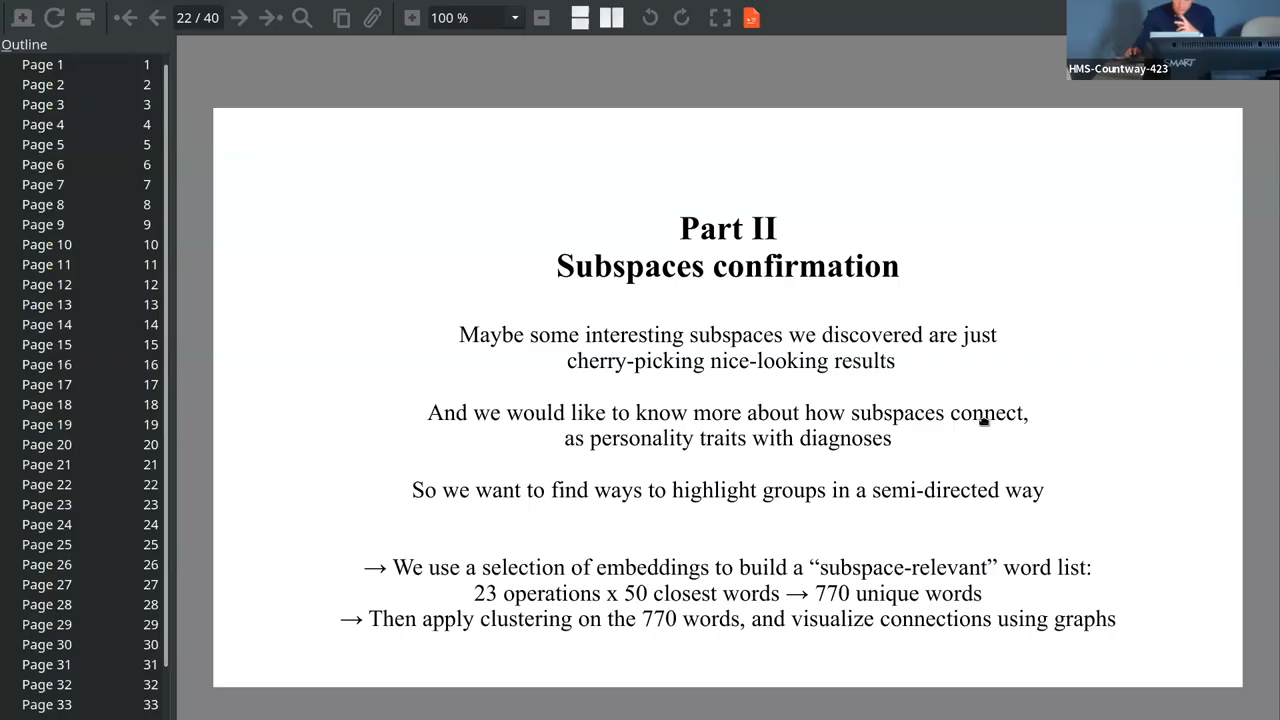 22 / 40
100 %
HMS-Countway-423
SMART
Outline
Page 1 1
Page 2 2
Page 3 3
Page 4 4
Page 5 5
Page 6 6
Page 7 7
Page 8 8
Page 9 9
Page 10 10
Page 11 11
Page 12 12
Page 13 13
Page 14 14
Page 15 15
Page 16 16
Page 17 17
Page 18 18
Page 19 19
Page 20 20
Page 21 21
Page 22 22
Page 23 23
Page 24 24
Page 25 25
Page 26 26
Page 27 27
Page 28 28
Page 29 29
Page 30 30
Page 31 31
Page 32 32
Page 33 33
Part II
Subspaces confirmation
Maybe some interesting subspaces we discovered are just
cherry-picking nice-looking results
And we would like to know more about how subspaces connect,
as personality traits with diagnoses
So we want to find ways to highlight groups in a semi-directed way
→ We use a selection of embeddings to build a “subspace-relevant” word list:
23 operations x 50 closest words → 770 unique words
→ Then apply clustering on the 770 words, and visualize connections using graphs